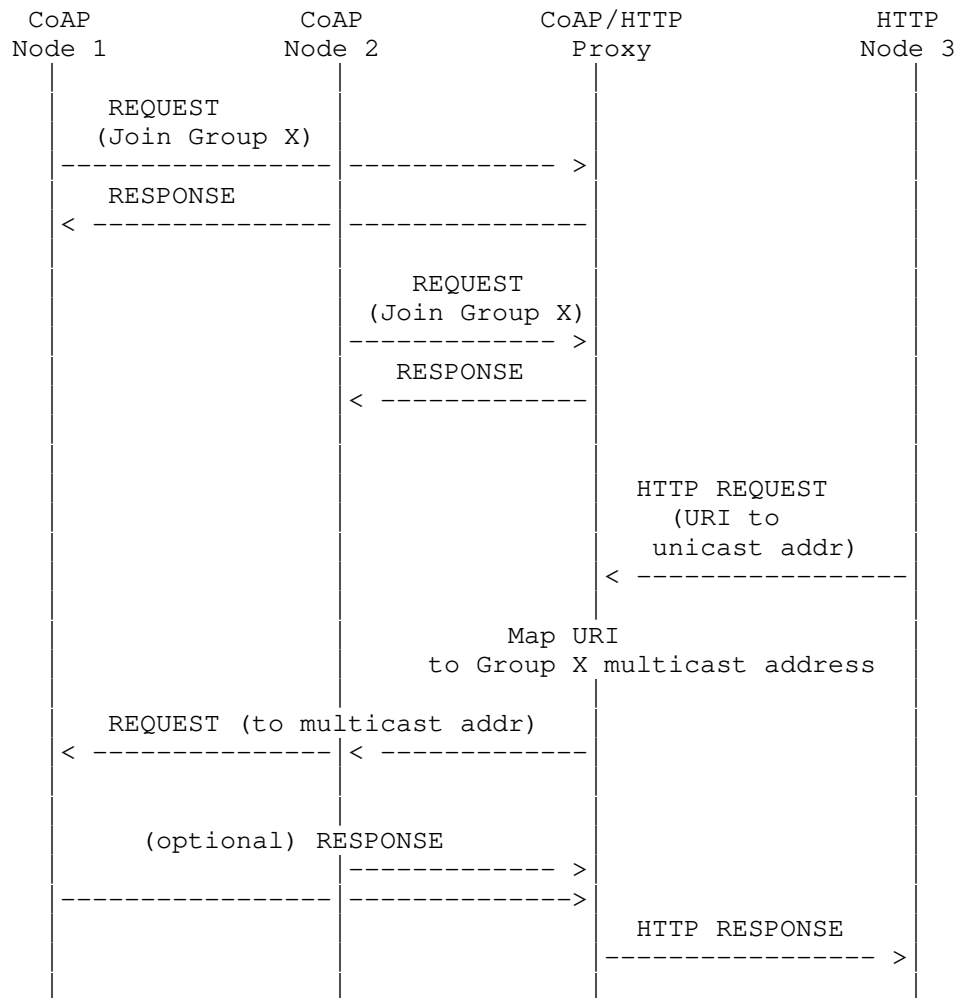 CoAP CoAP CoAP/HTTP HTTP
Node 1 Node 2 Proxy Node 3
REQUEST
(Join Group X)
RESPONSE
REQUEST
(Join Group X)
RESPONSE
HTTP REQUEST
(URI to
unicast addr)
Map URI
to Group X multicast address
REQUEST (to multicast addr)
(optional) RESPONSE
HTTP RESPONSE